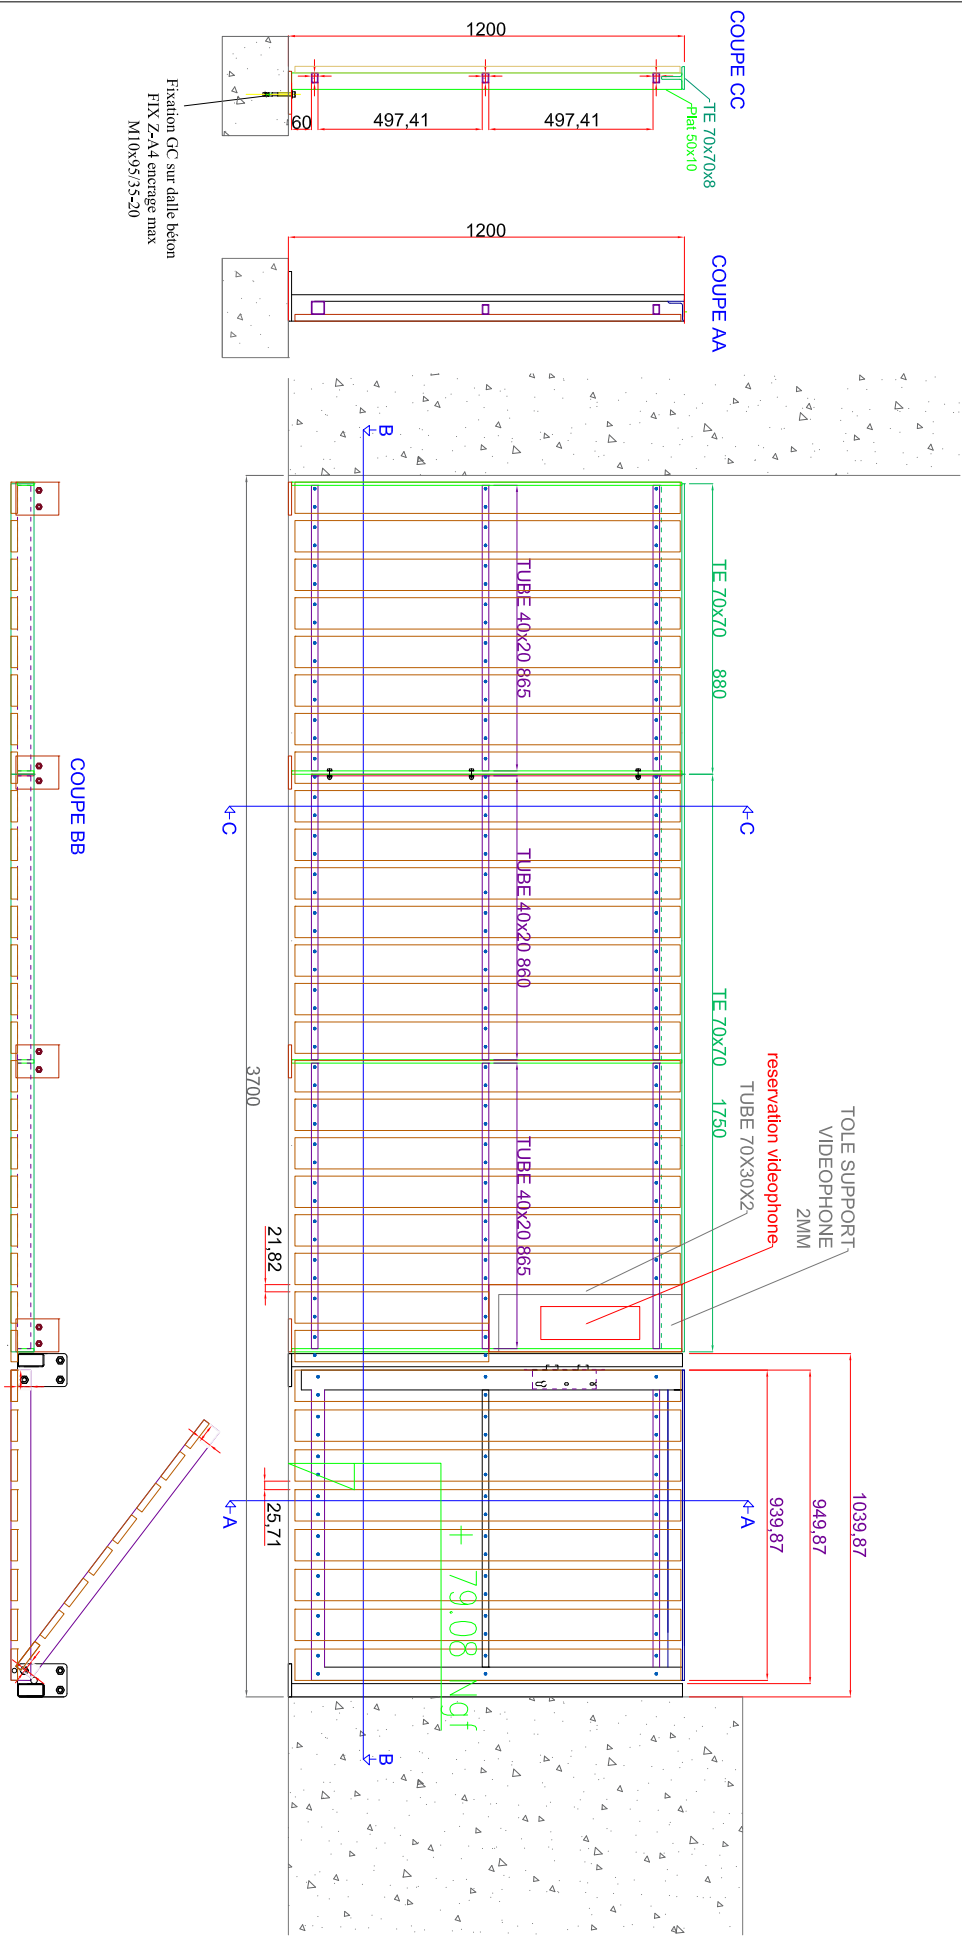 COUPE CC
1200
TE 70x70x8
Plat 50x10
497,41
497,41
60
Fixation GC sur dalle béton
FIX Z-A4 encrage max
M10x95/35-20
COUPE AA
1200
B
TE 70x70 880
TUBE 40x20 865
C
C
TUBE 40x20 860
TE 70x70 1750
TUBE 40x20 865
TOLE SUPPORT
VIDEOPHONE
2MM
reservation videophone
TUBE 70X30X2
3700
21,82
25,71
1039,87
949,87
939,87
A
A
+ 79.08 Ngf
B
COUPE BB